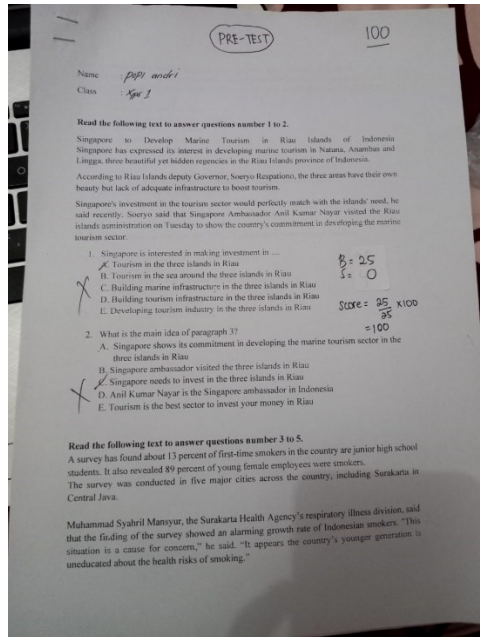 PRE-TEST
100
Name : popi andri
Class :
Read the following text to answer questions number 1 to 2.
Singapore to Develop Marine Tourism in Riau Islands of Indonesia
Singapore has expressed its interest in developing marine tourism in Natuna, Anambas and
Lingga, three beautiful yet hidden regencies in the Riau Islands province of Indonesia.
According to Riau Islands deputy Governor, Soeryo Respationo, the three areas have their own
beauty but lack of adequate infrastructure to boost tourism.
Singapore's investment in the tourism sector would perfectly match with the islands' need, he
said recently. Soeryo said that Singapore Ambassador Anil Kumar Nayar visited the Riau
islands asministration on Tuesday to show the country's commitment in developing the marine
tourism sector.
1. Singapore is interested in making investment in ....
A. Tourism in the three islands in Riau
B. Tourism in the sea around the three islands in Riau
C. Building marine infrastructure in the three islands in Riau
D. Building tourism infrastructure in the three islands in Riau
E. Developing tourism industry in the three islands in Riau
B = 25
S = 0
Score = 25 x100
25
=100
2. What is the main idea of paragraph 3?
A. Singapore shows its commitment in developing the marine tourism sector in the
three islands in Riau
B. Singapore ambassador visited the three islands in Riau
C. Singapore needs to invest in the three islands in Riau
D. Anil Kumar Nayar is the Singapore ambassador in Indonesia
E. Tourism is the best sector to invest your money in Riau
Read the following text to answer questions number 3 to 5.
A survey has found about 13 percent of first-time smokers in the country are junior high school
students. It also revealed 89 percent of young female employees were smokers.
The survey was conducted in five major cities across the country, including Surakarta in
Central Java.
Muhammad Syahril Mansyur, the Surakarta Health Agency's respiratory illness division, said
that the finding of the survey showed an alarming growth rate of Indonesian smokers. "This
situation is a cause for concern," he said. "It appears the country's younger generation is
uneducated about the health risks of smoking."